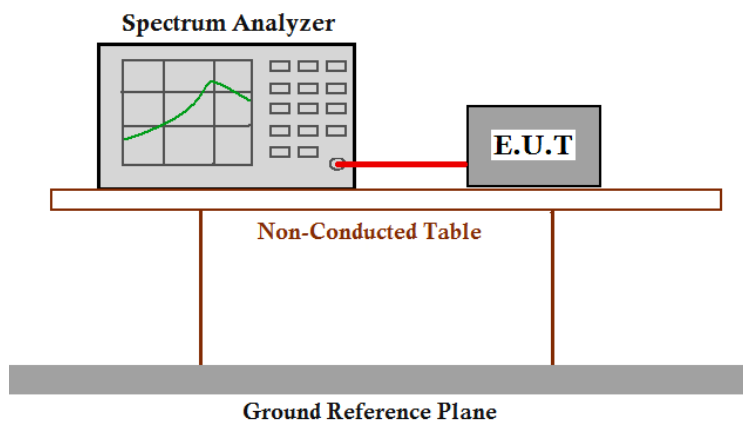 Spectrum Analyzer
E.U.T
Non-Conducted Table
Ground Reference Plane